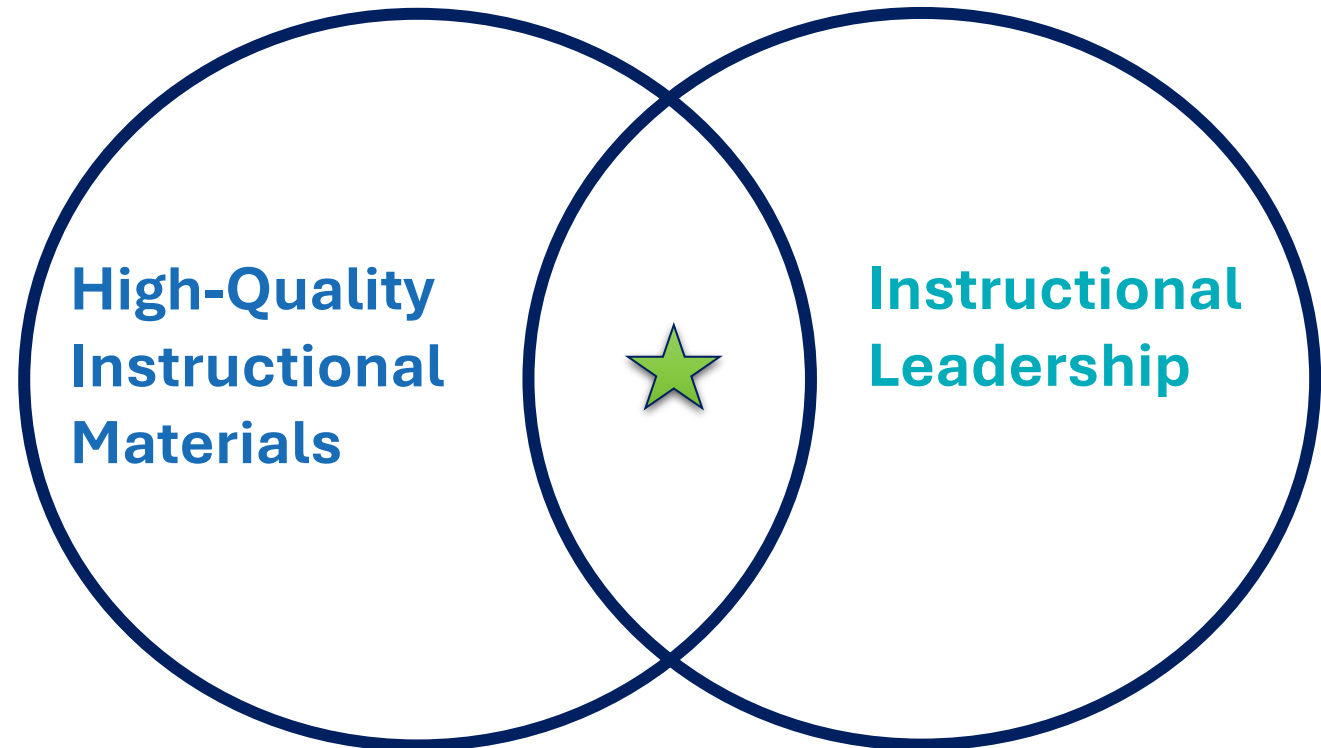 High-Quality
Instructional
Materials
Instructional
Leadership